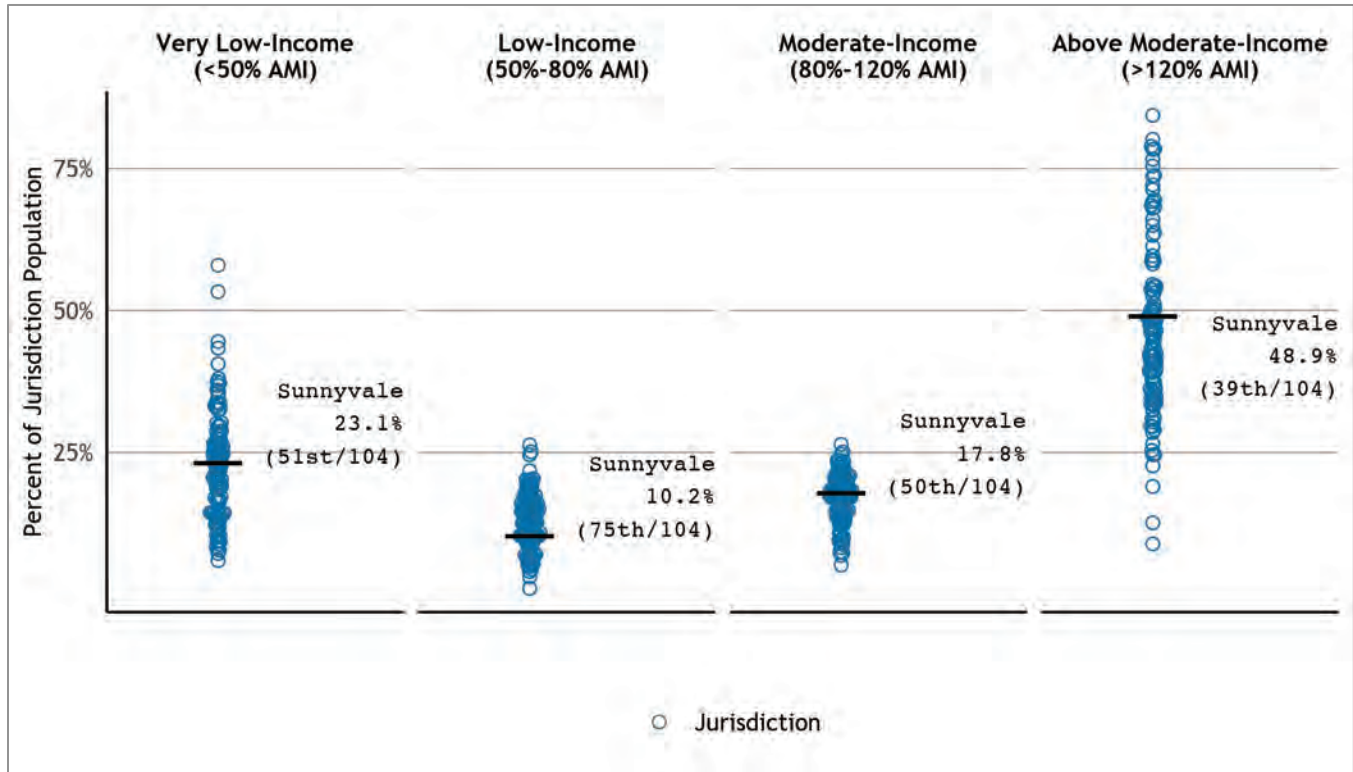 Very Low-Income
(<50% AMI)
Low-Income
(50%-80% AMI)
Moderate-Income
(80%-120% AMI)
Above Moderate-Income
(>120% AMI)
Percent of Jurisdiction Population
75%
50%
25%
Sunnyvale
23.1%
(51st/104)
Sunnyvale
10.2%
(75th/104)
Sunnyvale
17.8%
(50th/104)
Sunnyvale
48.9%
(39th/104)
Jurisdiction